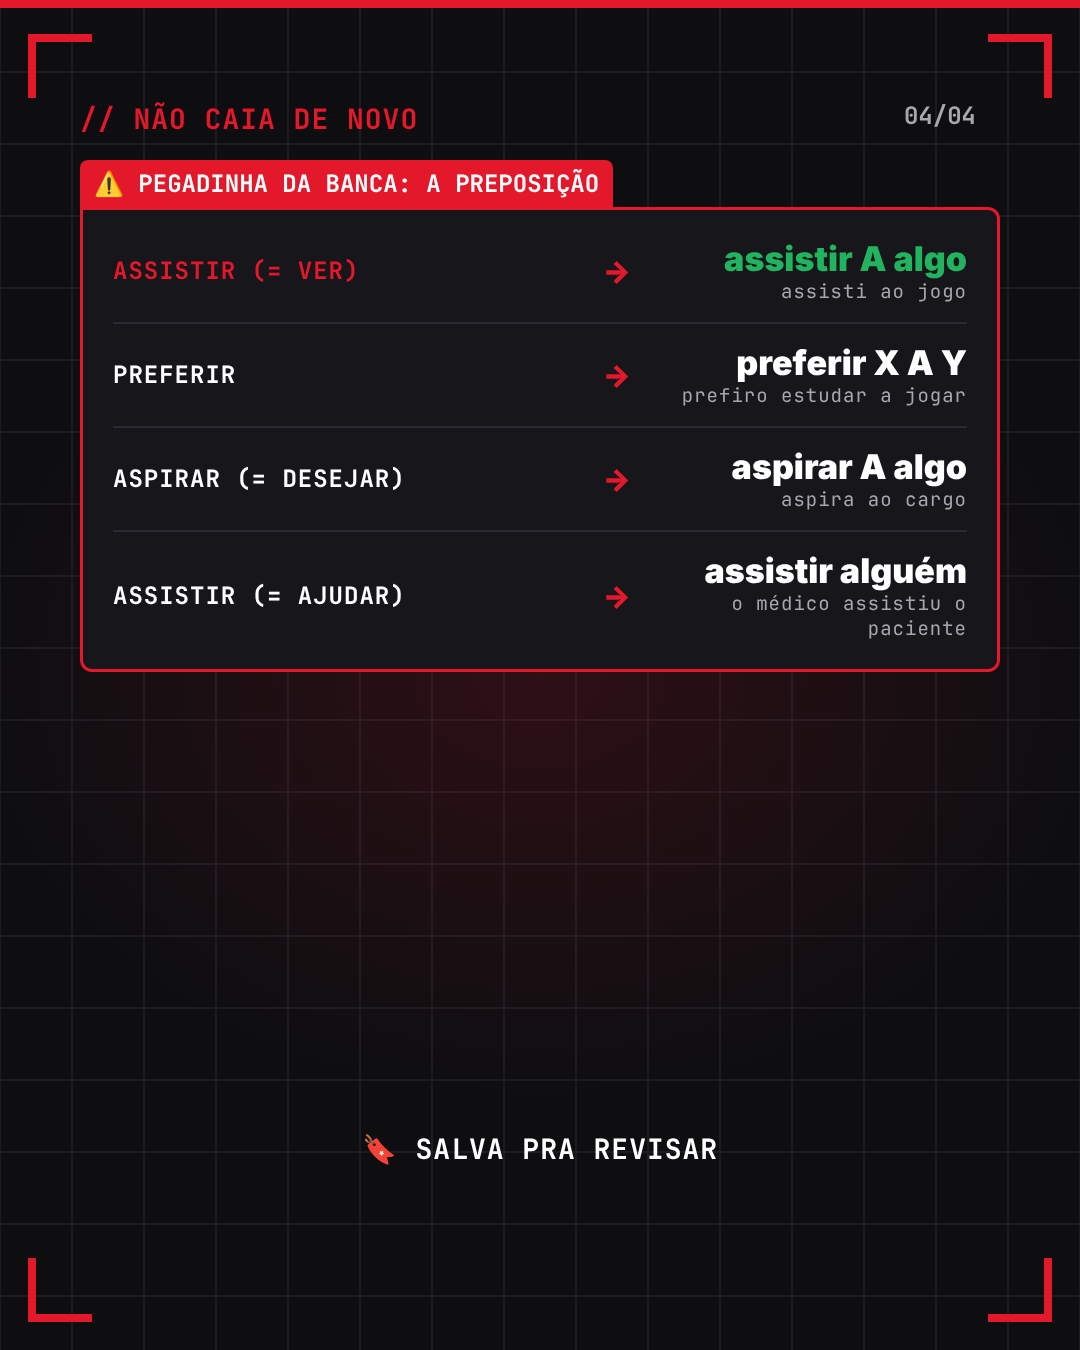 // NÃO CAIA DE NOVO
04/04
⚠️ PEGADINHA DA BANCA: A PREPOSIÇÃO
ASSISTIR (= VER) → assistir A algo
assisti ao jogo
PREFERIR → preferir X A Y
prefiro estudar a jogar
ASPIRAR (= DESEJAR) → aspirar A algo
aspira ao cargo
ASSISTIR (= AJUDAR) → assistir alguém
o médico assistiu o
paciente
🔖 SALVA PRA REVISAR